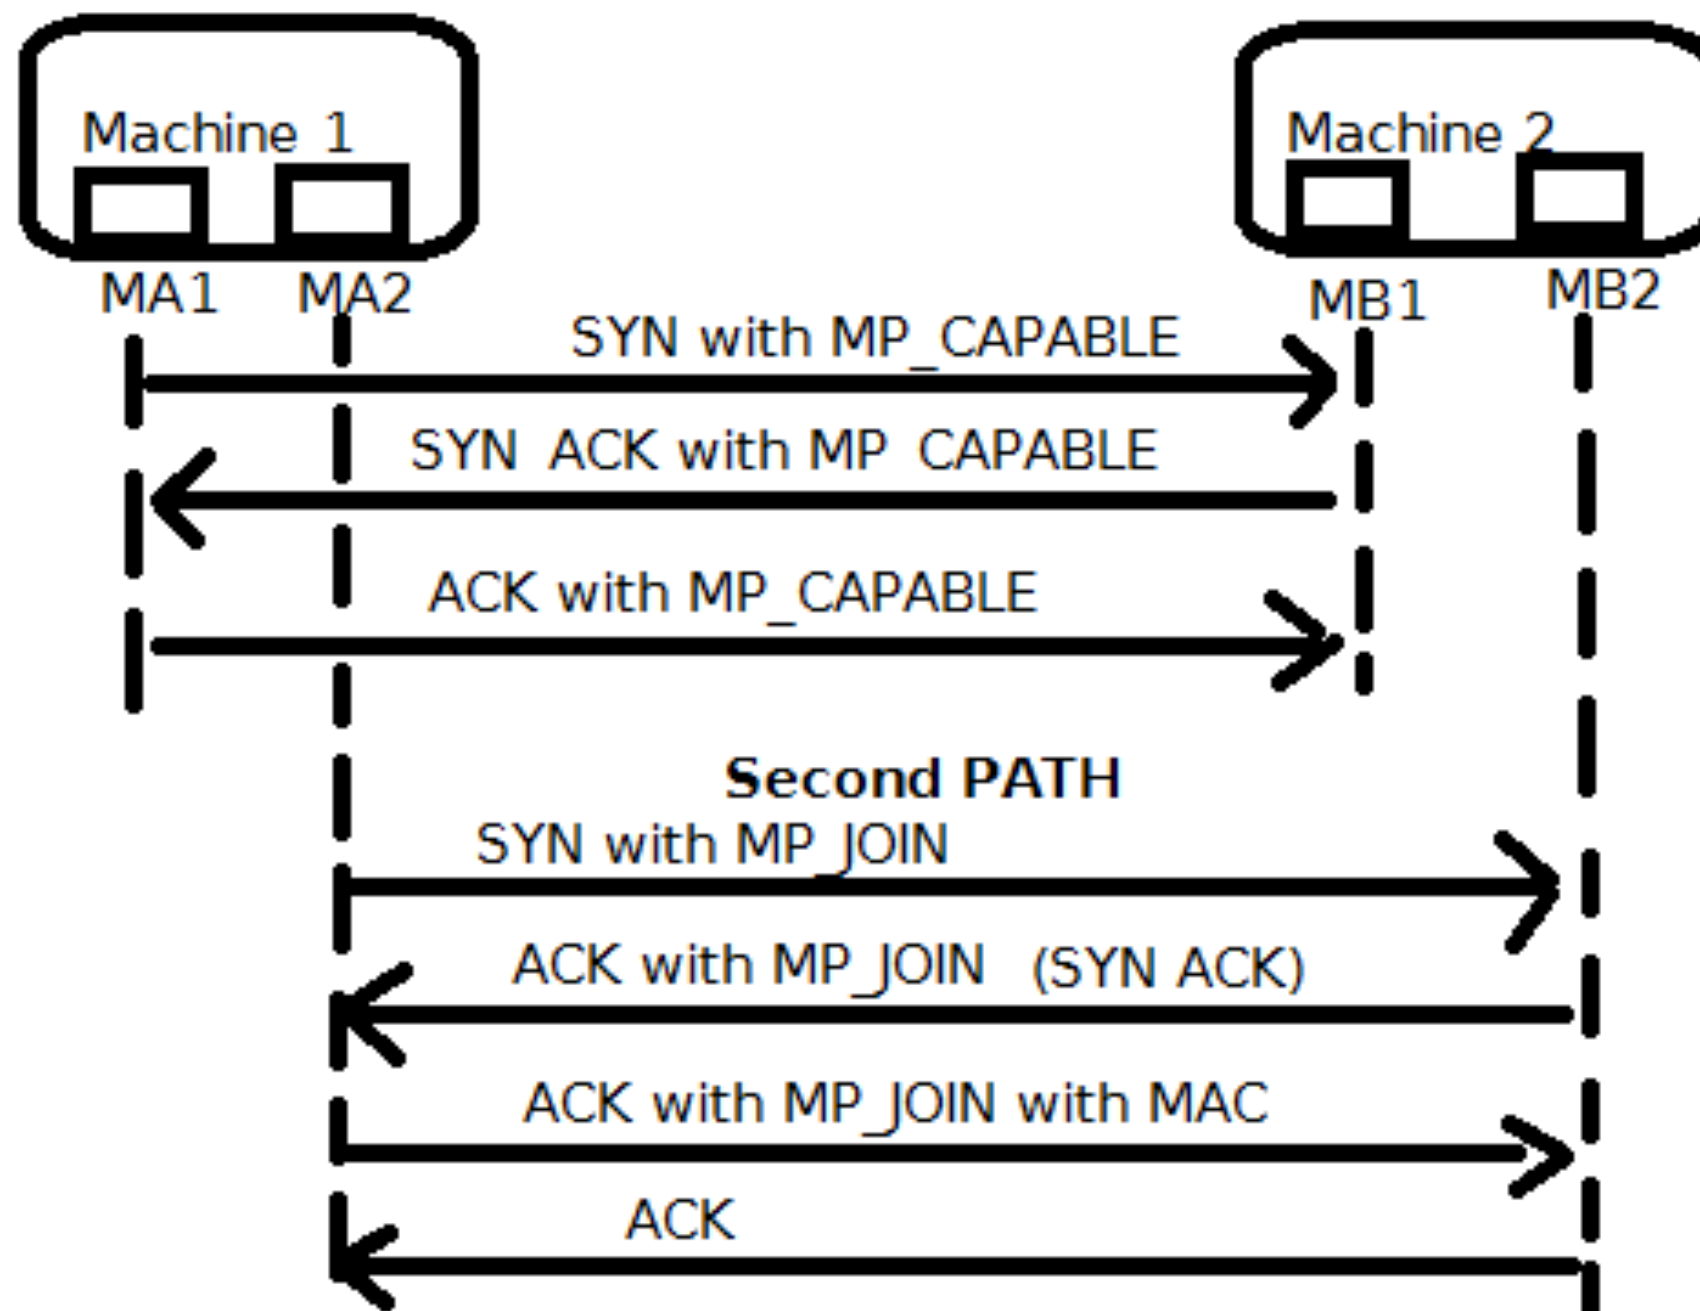 Machine 1
Machine 2
MA1
MA2
MB1
MB2
SYN with MP_CAPABLE
SYN ACK with MP CAPABLE
ACK with MP_CAPABLE
Second PATH
SYN with MP_JOIN
ACK with MP_JOIN (SYN ACK)
ACK with MP_JOIN with MAC
ACK